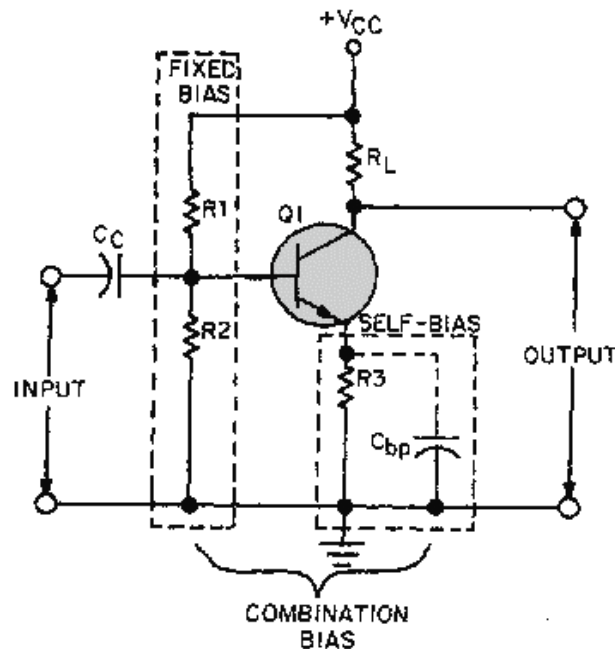 +VCC
FIXED
BIAS
RL
R1
Q1
CC
R2
SELF-BIAS
R3
INPUT
OUTPUT
Cbp
COMBINATION
BIAS